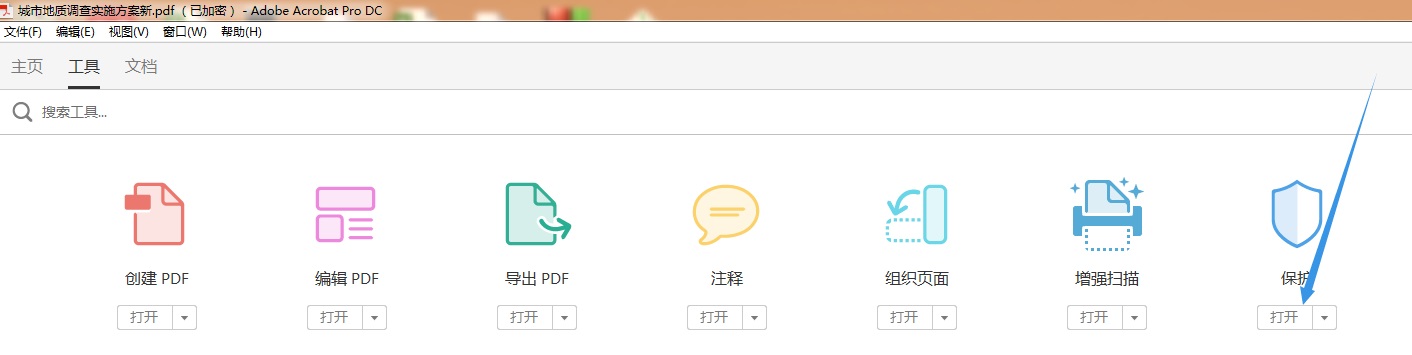 城市地质调查实施方案新.pdf （已加密） - Adobe Acrobat Pro DC
文件(F) 编辑(E) 视图(V) 窗口(W) 帮助(H)
主页 工具 文档
搜索工具...
创建 PDF 编辑 PDF 导出 PDF 注释 组织页面 增强扫描 保护
打开 打开 打开 打开 打开 打开 打开